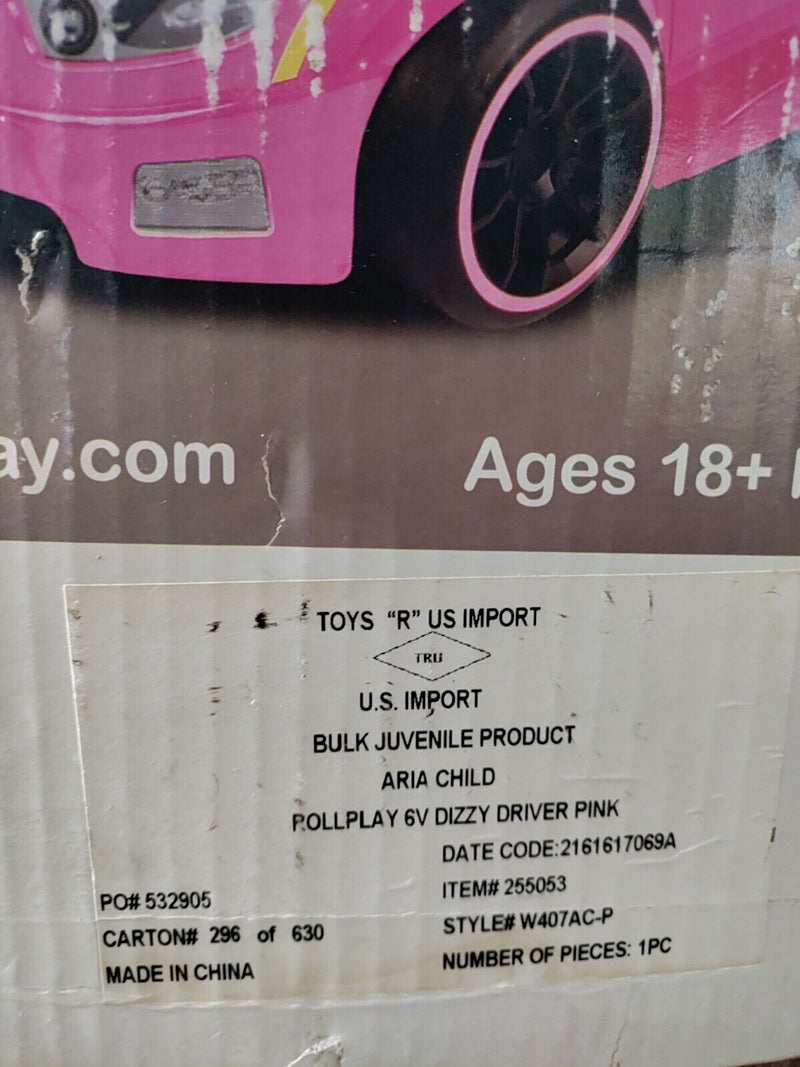 ay.com
Ages 18+
TOYS "R" US IMPORT
TRU
U.S. IMPORT
BULK JUVENILE PRODUCT
ARIA CHILD
ROLLPLAY 6V DIZZY DRIVER PINK
DATE CODE:2161617069A
PO# 532905
ITEM# 255053
CARTON# 296 of 630
STYLE# W407AC-P
MADE IN CHINA
NUMBER OF PIECES: 1PC